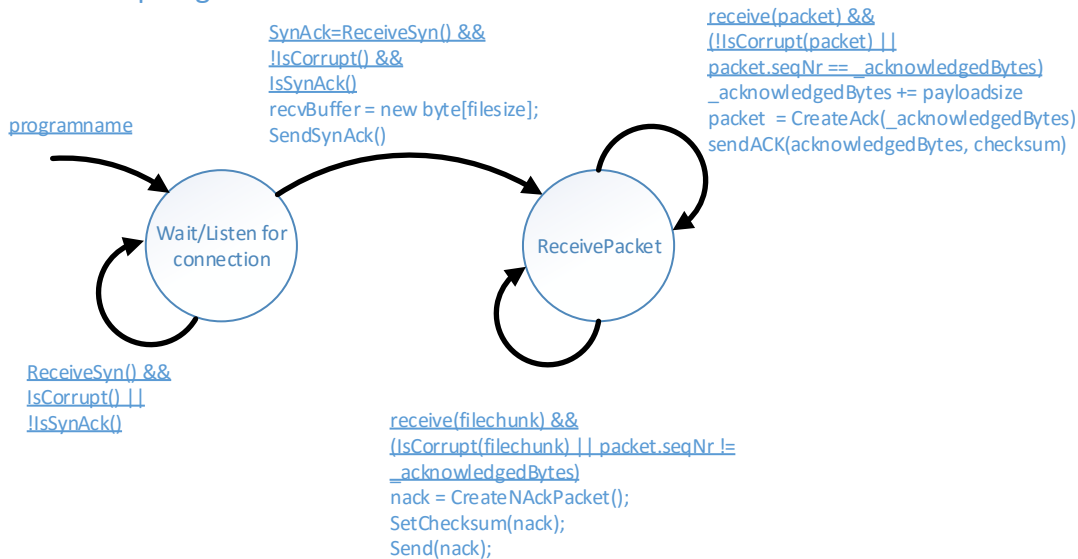 programname
SynAck=ReceiveSyn() &&
!IsCorrupt() &&
IsSynAck()
recvBuffer = new byte[filesize];
SendSynAck()
receive(packet) &&
(!IsCorrupt(packet) ||
packet.seqNr == _acknowledgedBytes)
_acknowledgedBytes += payloadsize
packet = CreateAck(_acknowledgedBytes)
sendACK(acknowledgedBytes, checksum)
Wait/Listen for
connection
ReceivePacket
ReceiveSyn() &&
IsCorrupt() ||
!IsSynAck()
receive(filechunk) &&
(IsCorrupt(filechunk) || packet.seqNr !=
_acknowledgedBytes)
nack = CreateNAckPacket();
SetChecksum(nack);
Send(nack);